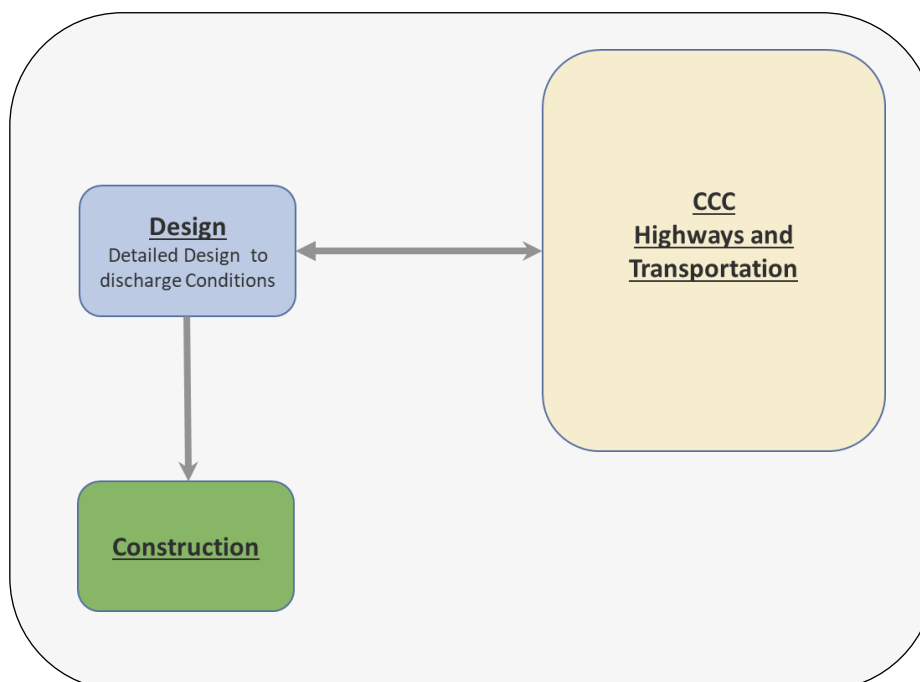 Design
Detailed Design to
discharge Conditions
CCC
Highways and
Transportation
Construction